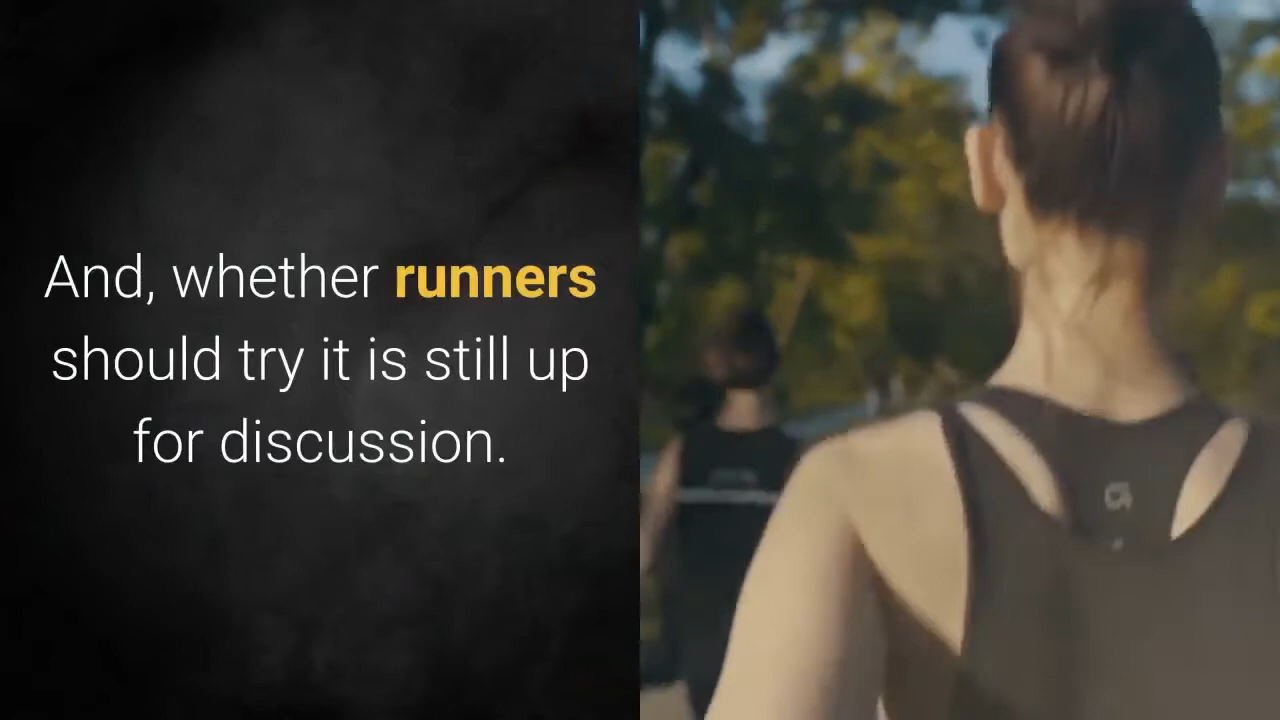 And, whether runners
should try it is still up
for discussion.